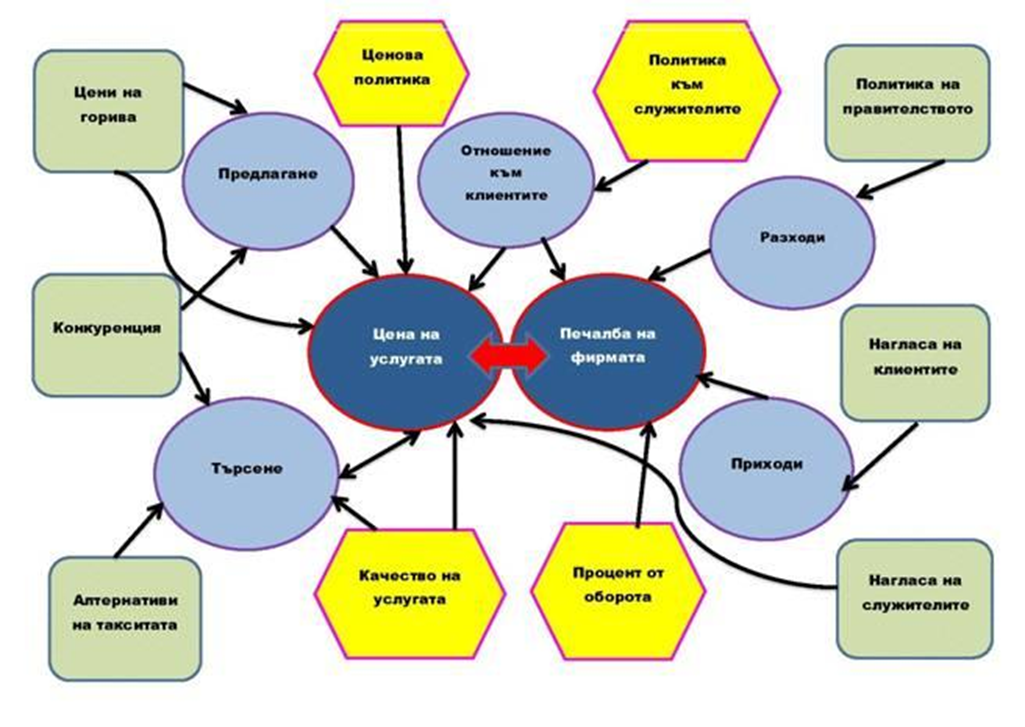 Цени на
горива
Ценова
политика
Политика
към
служителите
Политика на
правителството
Предлагане
Отношение
към
клиентите
Разходи
Конкуренция
Цена на
услугата
Печалба на
фирмата
Нагласа на
клиентите
Търсене
Приходи
Алтернативи
на такситата
Качество на
услугата
Процент от
оборота
Нагласа на
служителите